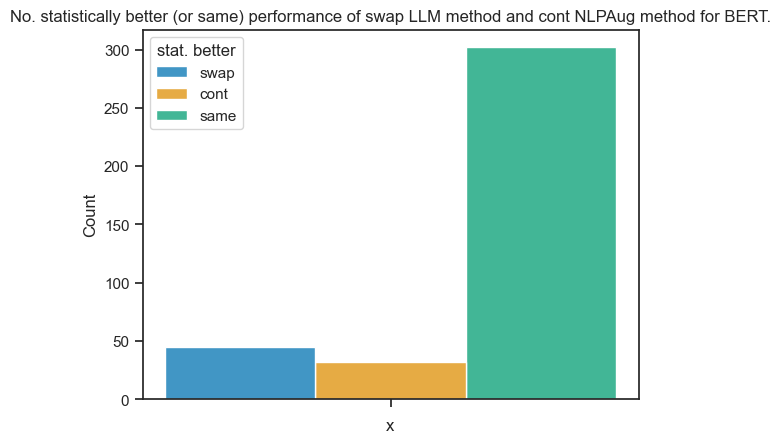 No. statistically better (or same) performance of swap LLM method and cont NLPAug method for BERT.
stat. better
swap
cont
same
300
250
200
150
100
50
0
Count
x